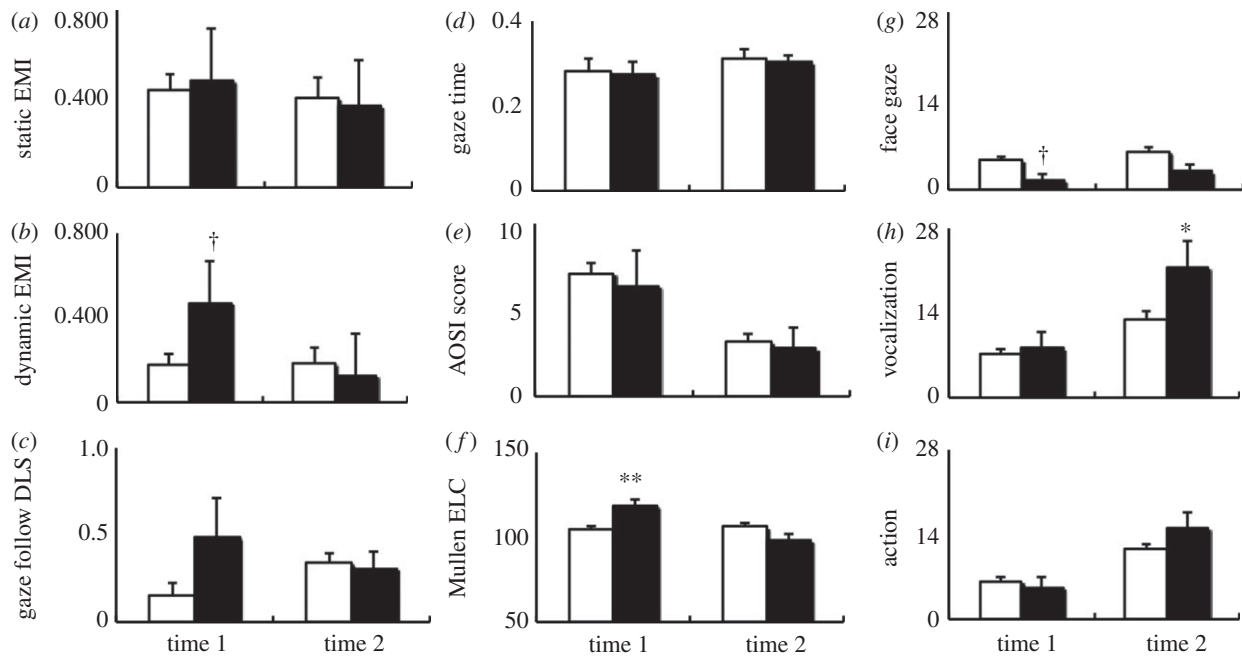 (a)
0.800
0.400
0
static EMI
(b)
0.800
†
0.400
0
dynamic EMI
(c)
1.0
0.5
0
gaze follow DLS
time 1 time 2
(d)
0.4
0.2
0
gaze time
(e)
10
5
0
AOSI score
(f)
150
**
100
50
Mullen ELC
time 1 time 2
(g)
28
14
†
0
face gaze
(h)
28
*
14
0
vocalization
(i)
28
14
0
action
time 1 time 2